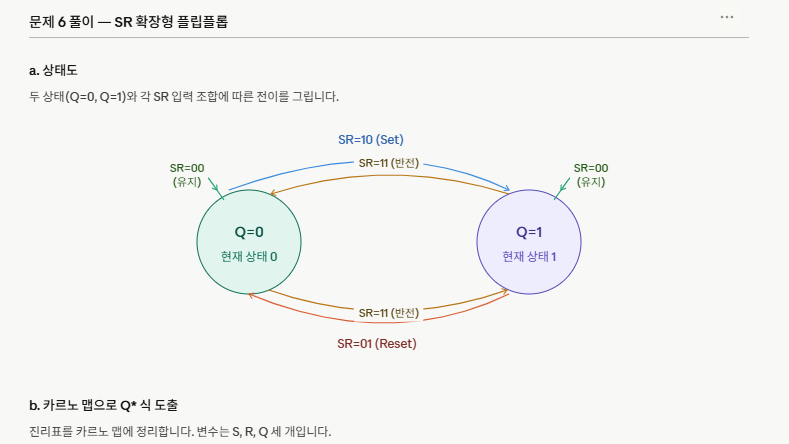 문제 6 풀이 — SR 확장형 플립플롭
a. 상태도
두 상태(Q=0, Q=1)와 각 SR 입력 조합에 따른 전이를 그립니다.
SR=10 (Set)
SR=11 (반전)
SR=00
(유지)
SR=00
(유지)
Q=0
현재 상태 0
Q=1
현재 상태 1
SR=11 (반전)
SR=01 (Reset)
b. 카르노 맵으로 Q* 식 도출
진리표를 카르노 맵에 정리합니다. 변수는 S, R, Q 세 개입니다.